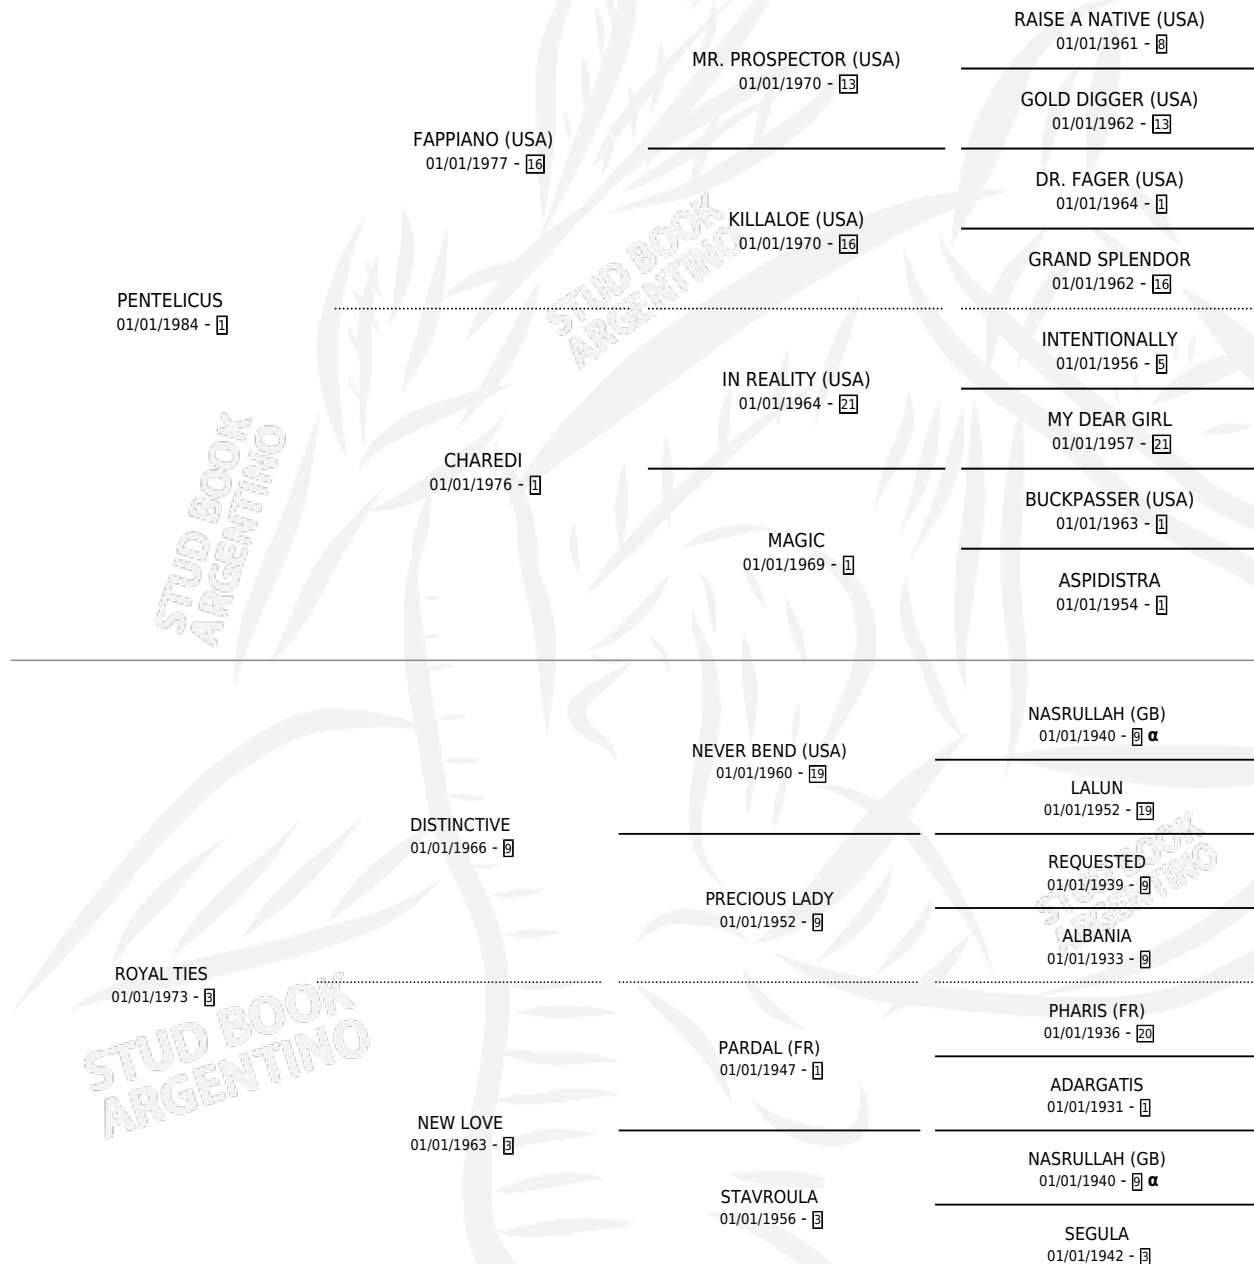 RAISE A NATIVE (USA)
01/01/1961 - 8
MR. PROSPECTOR (USA)
01/01/1970 - 13
GOLD DIGGER (USA)
01/01/1962 - 13
FAPPIANO (USA)
01/01/1977 - 16
DR. FAGER (USA)
01/01/1964 - 1
KILLALOE (USA)
01/01/1970 - 16
GRAND SPLENDOR
01/01/1962 - 16
PENTELICUS
01/01/1984 - 1
INTENTIONALLY
01/01/1956 - 5
IN REALITY (USA)
01/01/1964 - 21
MY DEAR GIRL
01/01/1957 - 21
CHAREDI
01/01/1976 - 1
BUCKPASSER (USA)
01/01/1963 - 1
MAGIC
01/01/1969 - 1
ASPIDISTRA
01/01/1954 - 1
NASRULLAH (GB)
01/01/1940 - 9 α
NEVER BEND (USA)
01/01/1960 - 19
LALUN
01/01/1952 - 19
DISTINCTIVE
01/01/1966 - 9
REQUESTED
01/01/1939 - 9
PRECIOUS LADY
01/01/1952 - 9
ALBANIA
01/01/1933 - 9
ROYAL TIES
01/01/1973 - 3
PHARIS (FR)
01/01/1936 - 20
PARDAL (FR)
01/01/1947 - 1
ADARGATIS
01/01/1931 - 1
NEW LOVE
01/01/1963 - 3
NASRULLAH (GB)
01/01/1940 - 9 α
STAVROULA
01/01/1956 - 3
SEGULA
01/01/1942 - 3
STUD BOOK
ARGENTINO
STUD BOOK
ARGENTINO
STUD BOOK
ARGENTINO
STUD BOOK
ARGENTINO